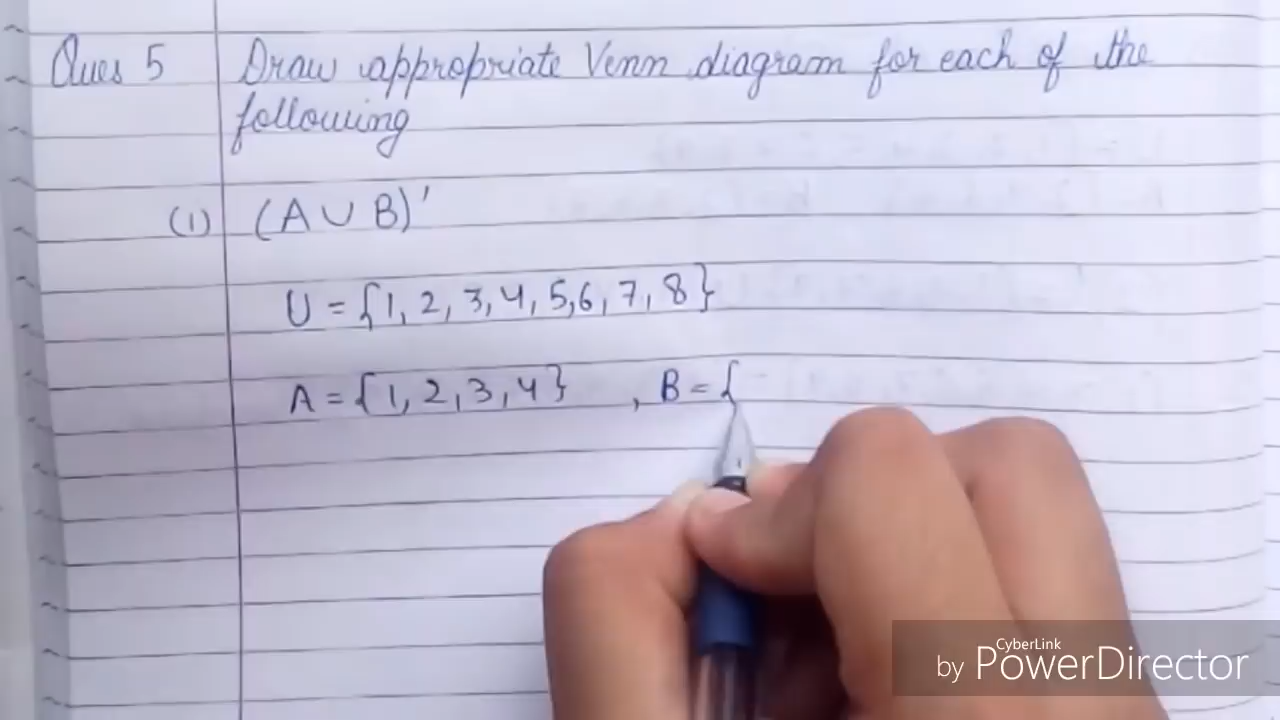 Ques 5 Draw appropriate Venn diagram for each of the
following
(1) (A ∪ B)'
U = {1, 2, 3, 4, 5, 6, 7, 8}
A = {1, 2, 3, 4} , B = {
CyberLink
by PowerDirector